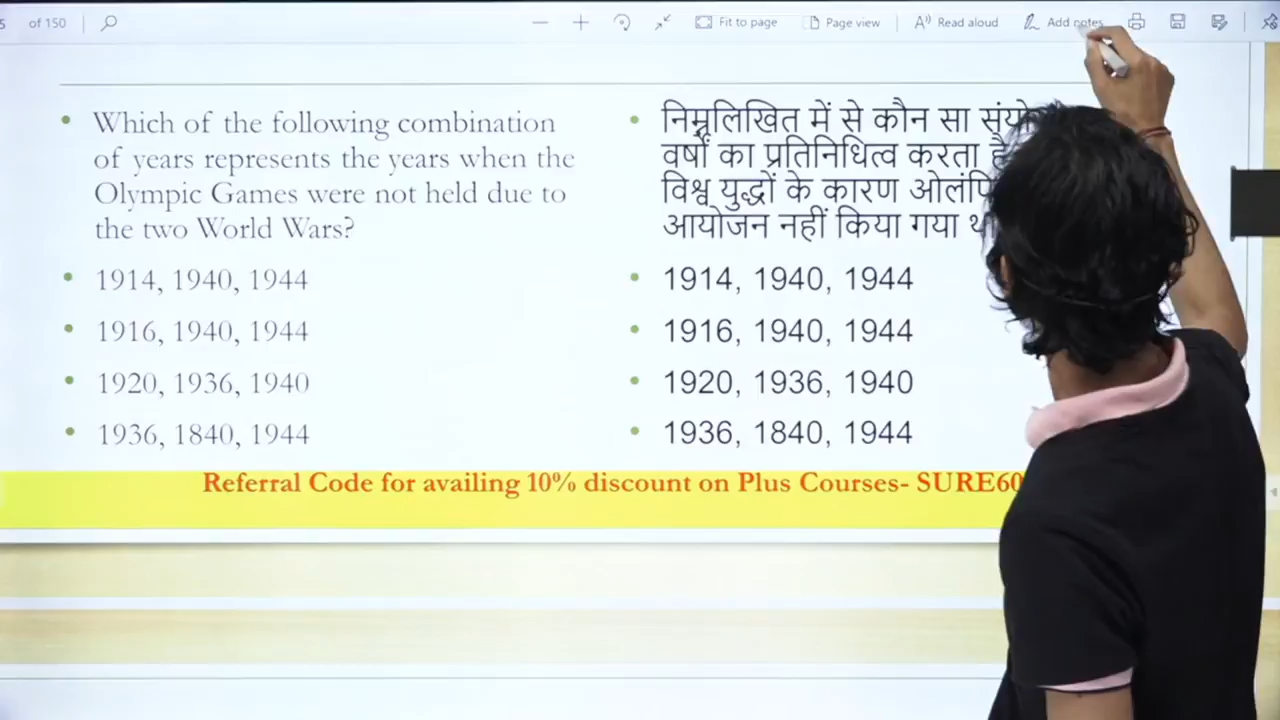 of 150
Fit to page
Page view
Read aloud
Add notes
Which of the following combination
of years represents the years when the
Olympic Games were not held due to
the two World Wars?
1914, 1940, 1944
1916, 1940, 1944
1920, 1936, 1940
1936, 1840, 1944
निम्नलिखित में से कौन सा
वर्षों का प्रतिनिधित्व करता
विश्व युद्धों के कारण
आयोजन नहीं किया गया
1914, 1940, 1944
1916, 1940, 1944
1920, 1936, 1940
1936, 1840, 1944
Referral Code for availing 10% discount on Plus Courses- SURE60